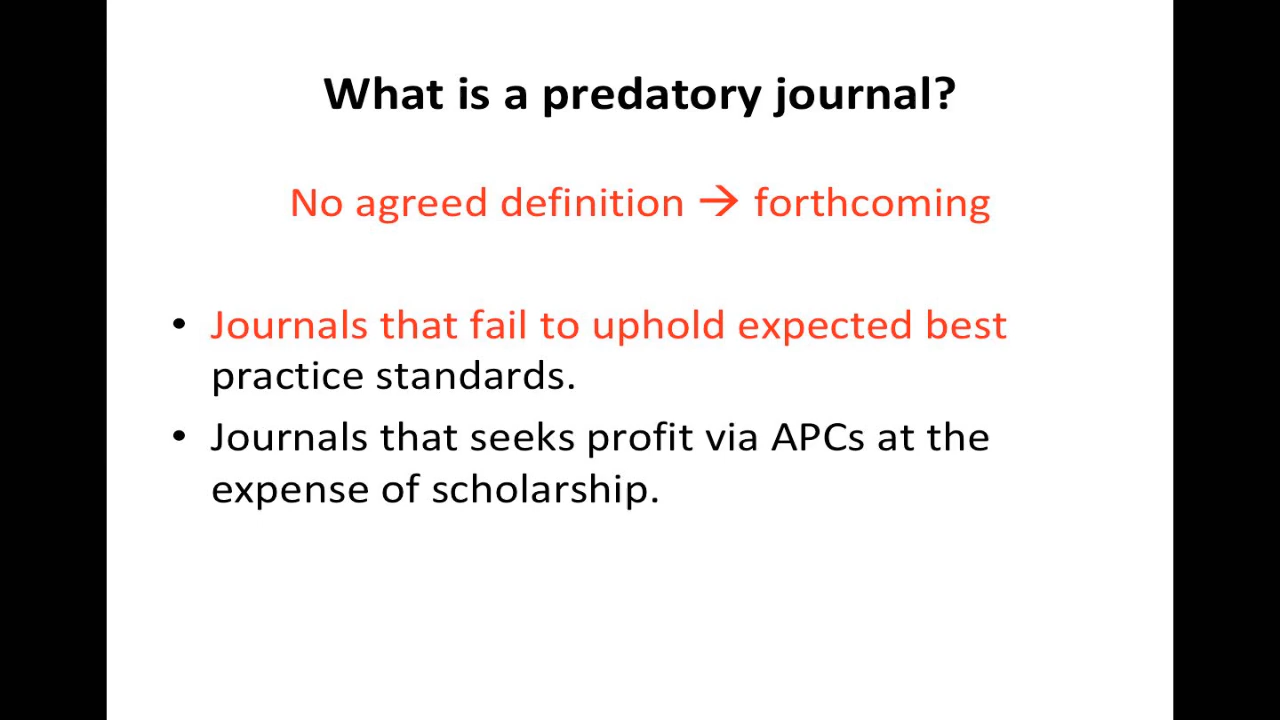 What is a predatory journal?
No agreed definition → forthcoming
• Journals that fail to uphold expected best
practice standards.
• Journals that seeks profit via APCs at the
expense of scholarship.